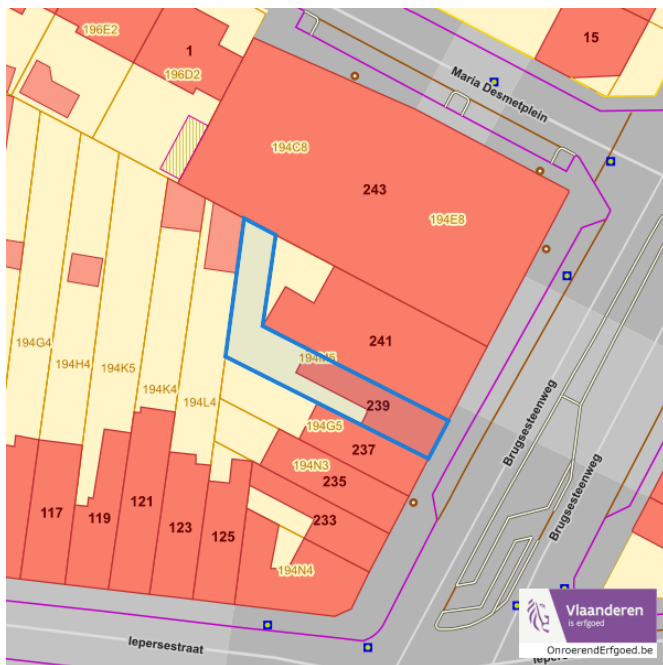 196E2
1
15
196D2
Maria Desmetplein
194C8
243
194E8
194G4
194H4
194K5
194K4
194L4
194M5
241
239
194G5
237
194N3
235
233
194N4
117
119
121
123
125
Brugsesteenweg
Brugsesteenweg
Iepersestraat
Vlaanderen
is erfgoed
OnroerendErfgoed.be